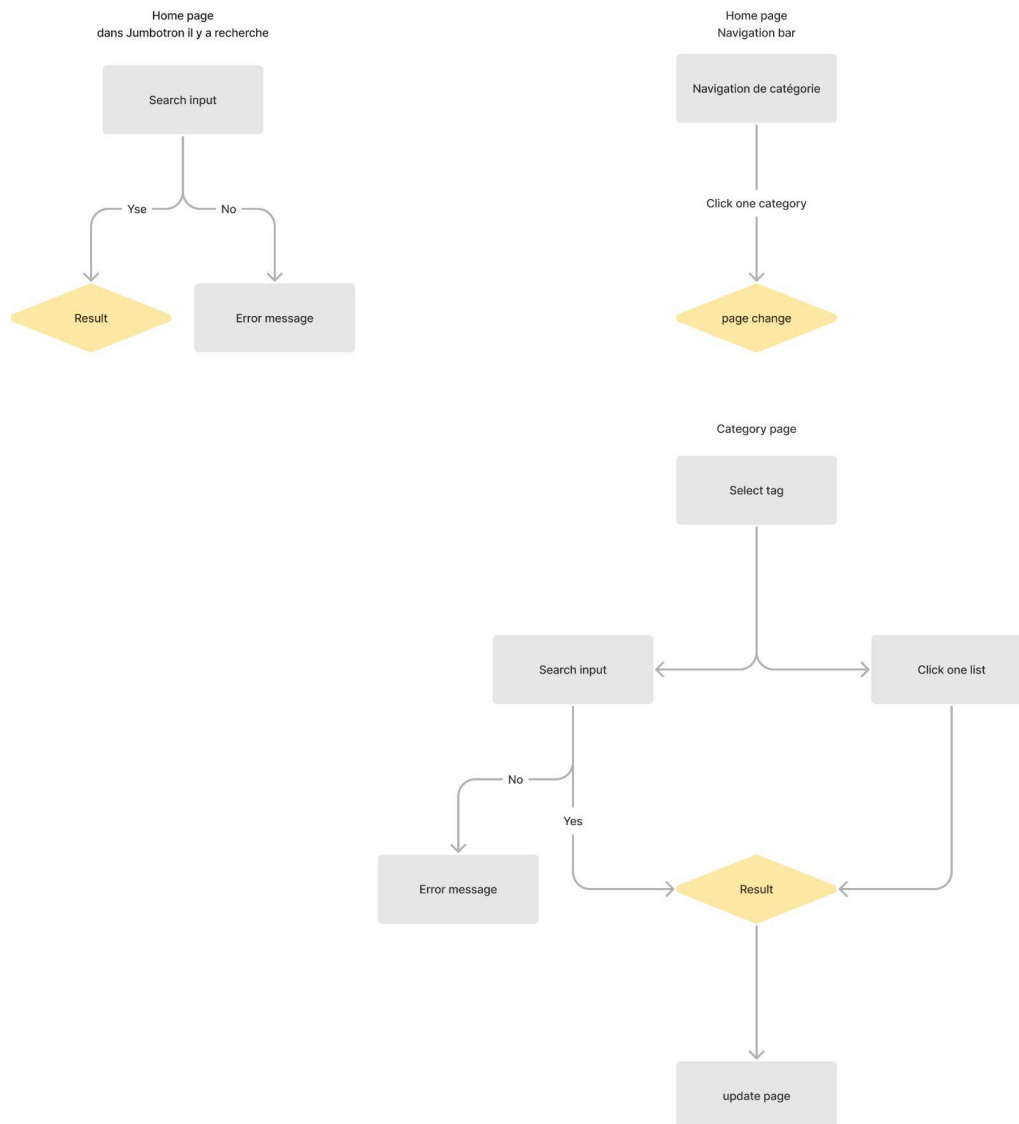 Home page
dans Jumbotron il y a recherche
Search input
Yse
No
Result
Error message
Home page
Navigation bar
Navigation de catégorie
Click one category
page change
Category page
Select tag
Search input
Click one list
No
Yes
Error message
Result
update page